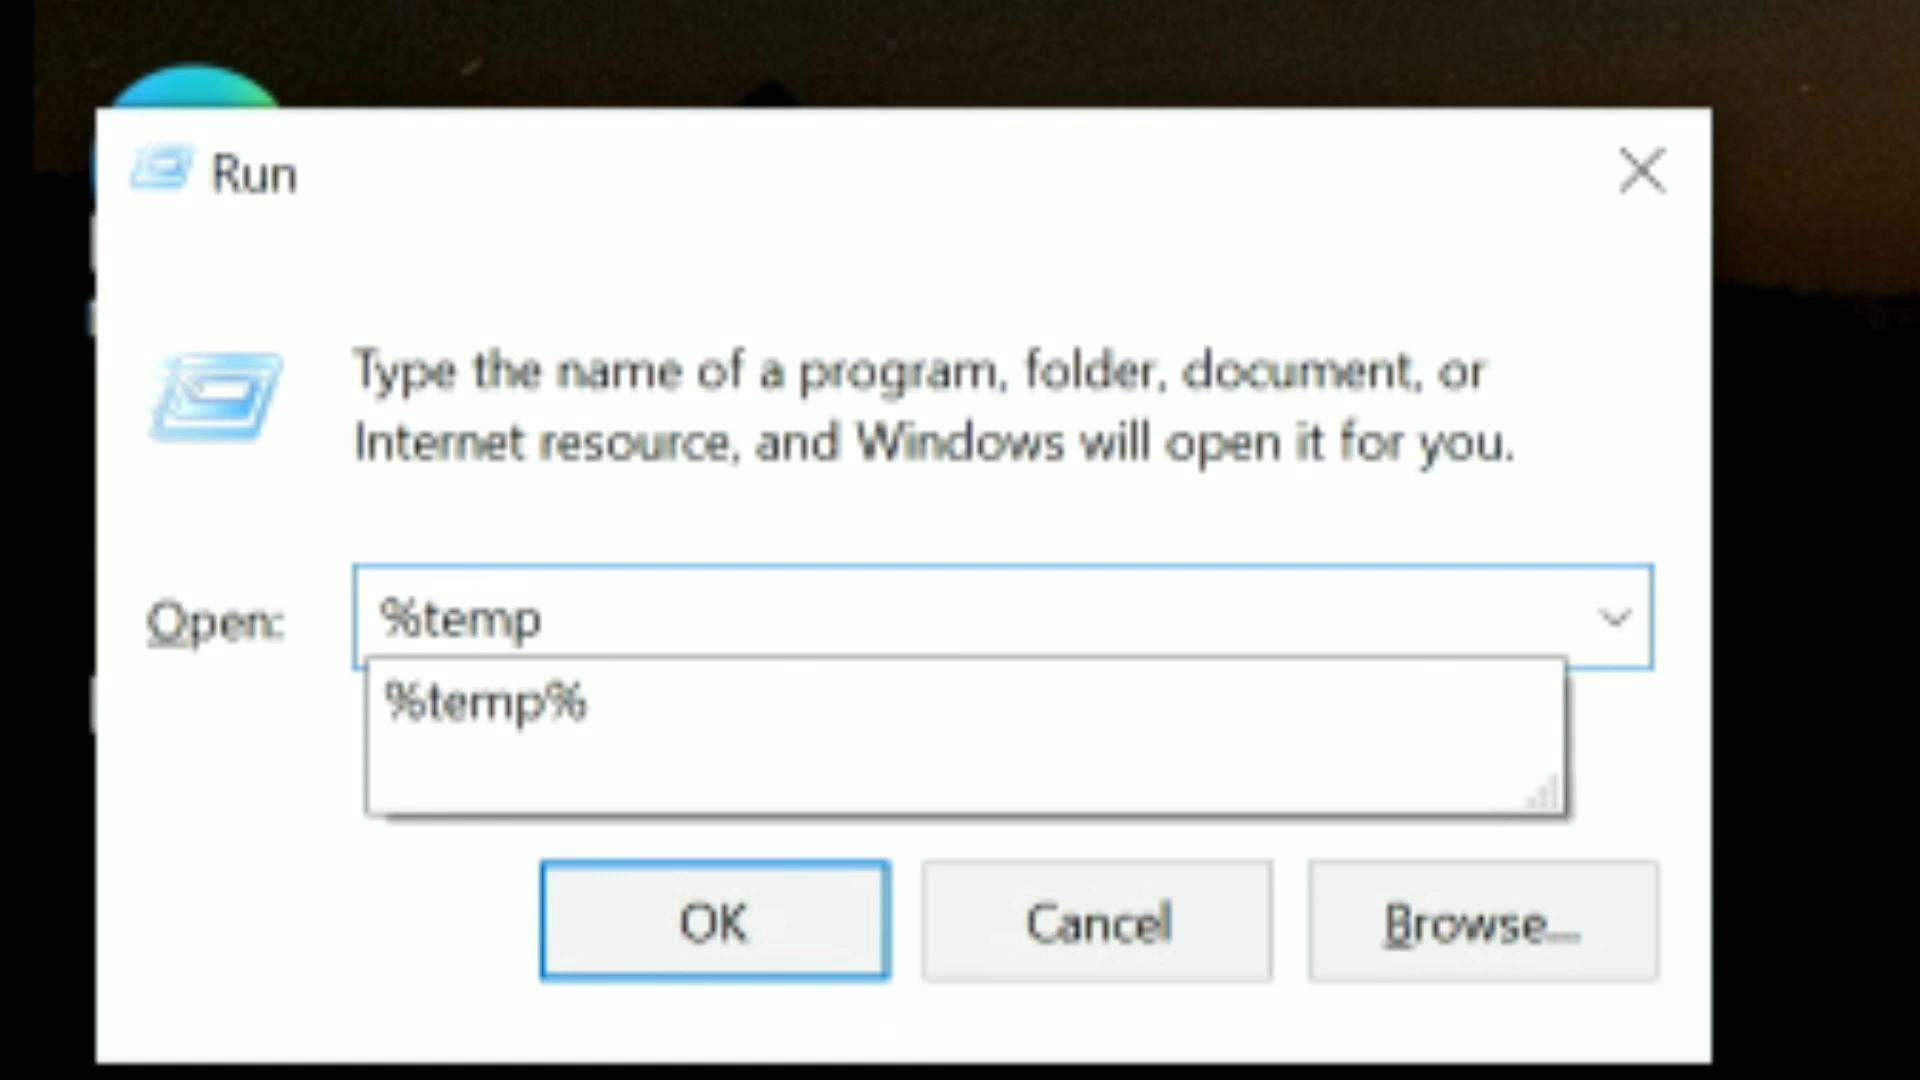 Run
Type the name of a program, folder, document, or
Internet resource, and Windows will open it for you.
Open:
%temp
%temp%
OK
Cancel
Browse...